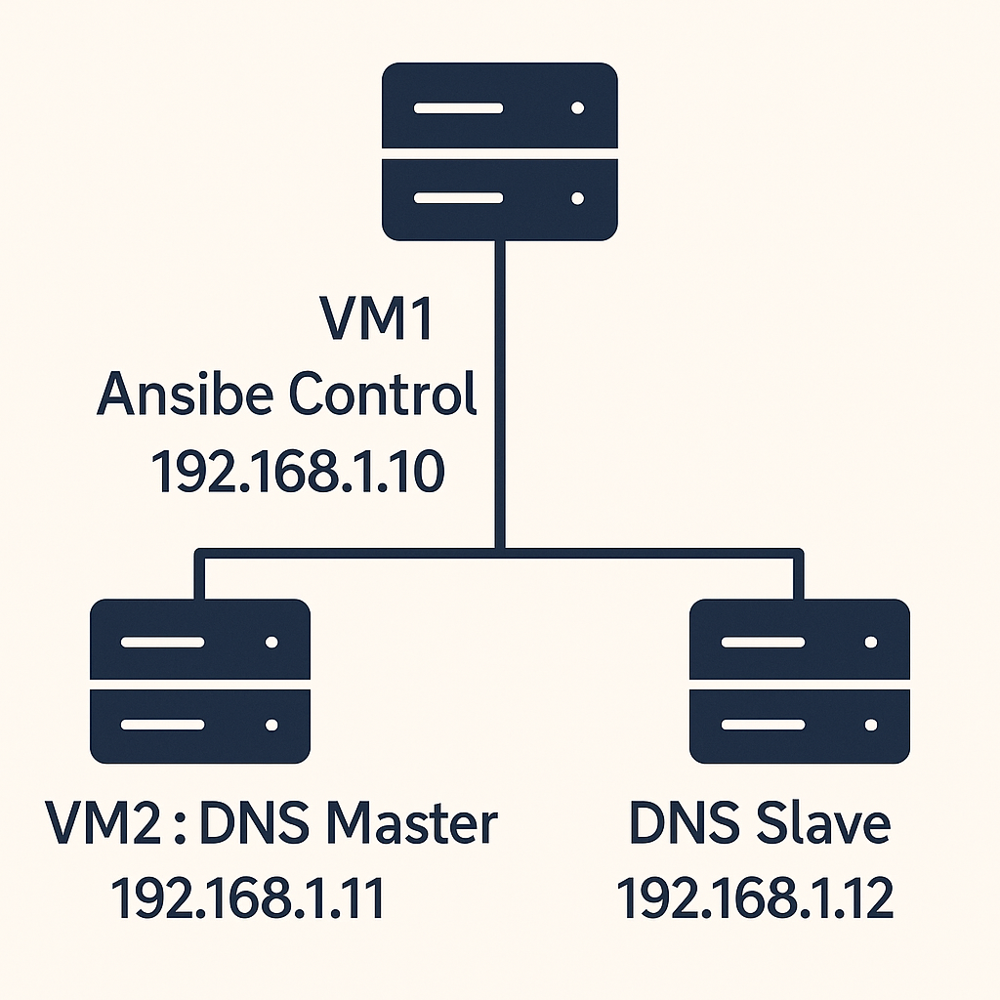 VM1
Ansibe Control
192.168.1.10
VM2 : DNS Master
192.168.1.11
DNS Slave
192.168.1.12